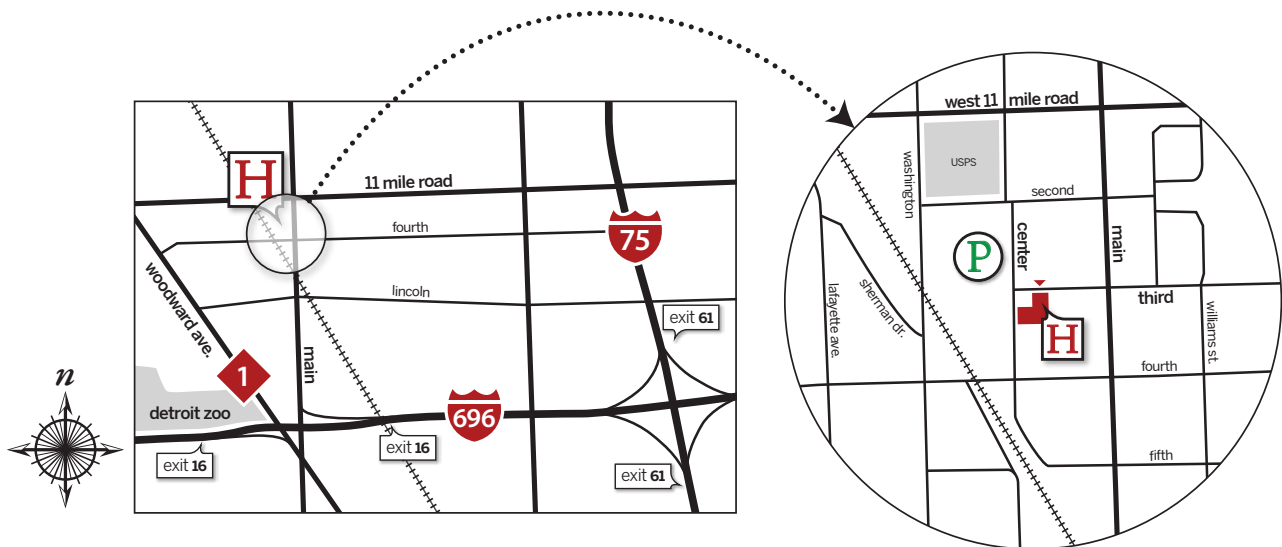 H
11 mile road
fourth
75
lincoln
exit 61
woodward ave.
main
1
n
detroit zoo
696
exit 16
exit 16
exit 61
west 11 mile road
washington
USPS
second
center
main
P
lafayette ave.
sherman dr.
third
williams st.
H
fourth
fifth